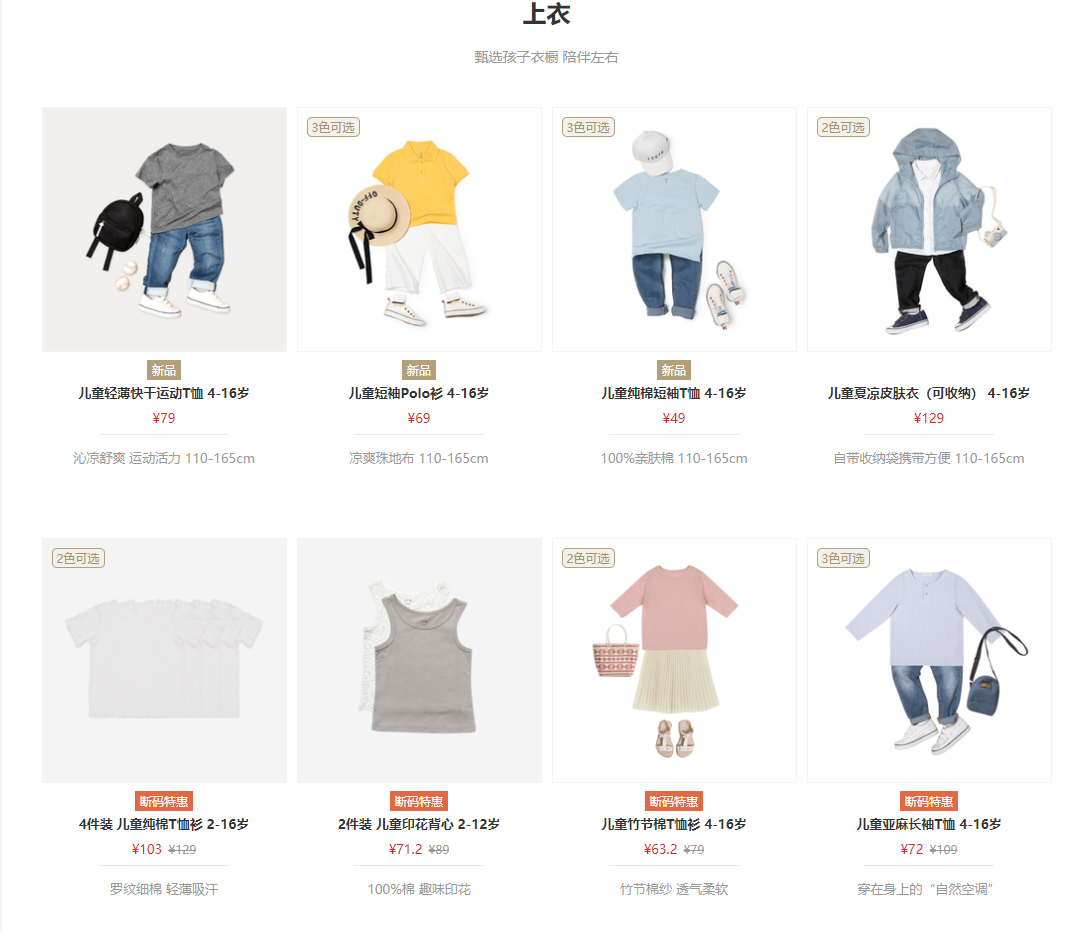 上衣
甄选孩子衣橱 陪伴左右
3色可选
3色可选
2色可选
OFF-DUTY
新品
儿童轻薄快干运动T恤 4-16岁
¥79
沁凉舒爽 运动活力 110-165cm
新品
儿童短袖Polo衫 4-16岁
¥69
凉爽珠地布 110-165cm
新品
儿童纯棉短袖T恤 4-16岁
¥49
100%亲肤棉 110-165cm
儿童夏凉皮肤衣（可收纳） 4-16岁
¥129
自带收纳袋携带方便 110-165cm
2色可选
2色可选
3色可选
断码特惠
4件装 儿童纯棉T恤衫 2-16岁
¥103 ¥129
罗纹细棉 轻薄吸汗
断码特惠
2件装 儿童印花背心 2-12岁
¥71.2 ¥89
100%棉 趣味印花
断码特惠
儿童竹节棉T恤衫 4-16岁
¥63.2 ¥79
竹节棉纱 透气柔软
断码特惠
儿童亚麻长袖T恤 4-16岁
¥72 ¥109
穿在身上的“自然空调”